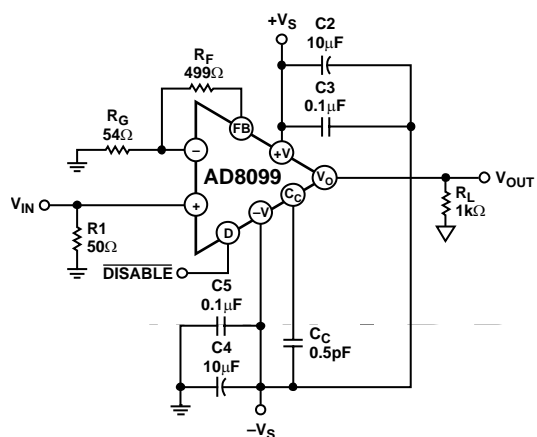 +VS
C2
10μF
C3
0.1μF
RF
499Ω
RG
54Ω
FB
+V
−
AD8099
VO
VOUT
RL
1kΩ
VIN
+
CC
−V
D
R1
50Ω
DISABLE
C5
0.1μF
C4
10μF
CC
0.5pF
−VS